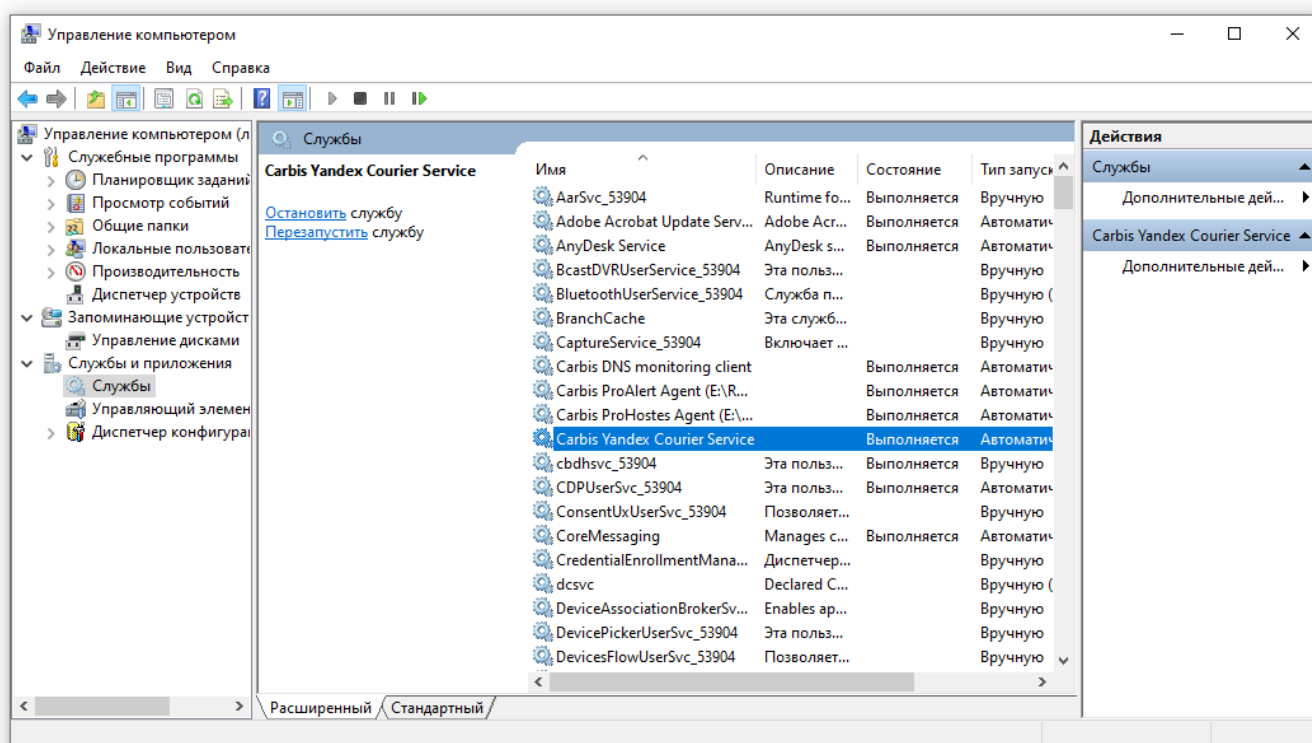 Управление компьютером
Файл Действие Вид Справка
Управление компьютером (л
Служебные программы
Планировщик заданий
Просмотр событий
Общие папки
Локальные пользовате
Производительность
Диспетчер устройств
Запоминающие устройст
Управление дисками
Службы и приложения
Службы
Управляющий элемен
Диспетчер конфигура
Службы
Carbis Yandex Courier Service
Остановить службу
Перезапустить службу
Имя Описание Состояние Тип запуск
AarSvc_53904 Runtime fo... Выполняется Вручную
Adobe Acrobat Update Serv... Adobe Acr... Выполняется Автоматич
AnyDesk Service AnyDesk s... Выполняется Автоматич
BcastDVRUserService_53904 Эта польз... Вручную
BluetoothUserService_53904 Служба п... Вручную (
BranchCache Эта служб... Вручную
CaptureService_53904 Включает ... Вручную
Carbis DNS monitoring client Выполняется Автоматич
Carbis ProAlert Agent (E:\R... Выполняется Автоматич
Carbis ProHostes Agent (E:\... Выполняется Автоматич
Carbis Yandex Courier Service Выполняется Автоматич
cbdhsvc_53904 Эта польз... Выполняется Вручную
CDPUserSvc_53904 Эта польз... Выполняется Автоматич
ConsentUxUserSvc_53904 Позволяет... Вручную
CoreMessaging Manages c... Выполняется Автоматич
CredentialEnrollmentMana... Диспетчер... Вручную
dcsvc Declared C... Вручную (
DeviceAssociationBrokerSv... Enables ap... Вручную
DevicePickerUserSvc_53904 Эта польз... Вручную
DevicesFlowUserSvc_53904 Позволяет... Вручную
Расширенный Стандартный
Действия
Службы
Дополнительные дей...
Carbis Yandex Courier Service
Дополнительные дей...